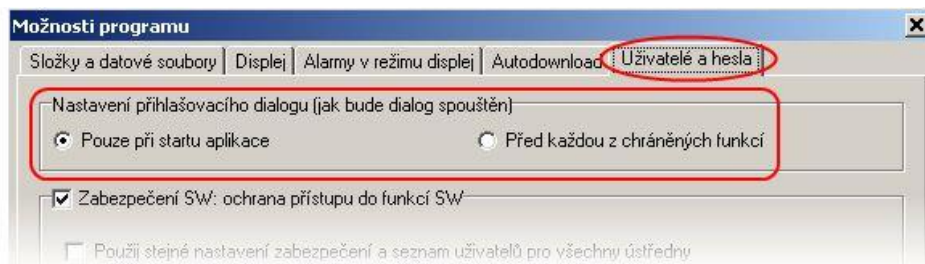 Možnosti programu
Složky a datové soubory Displej Alarmy v režimu displej Autodownload Uživatelé a hesla
Nastavení přihlašovacího dialogu (jak bude dialog spouštěn)
Pouze při startu aplikace Před každou z chráněných funkcí
Zabezpečení SW: ochrana přístupu do funkcí SW
Použij stejné nastavení zabezpečení a seznam uživatelů pro všechny ústředny